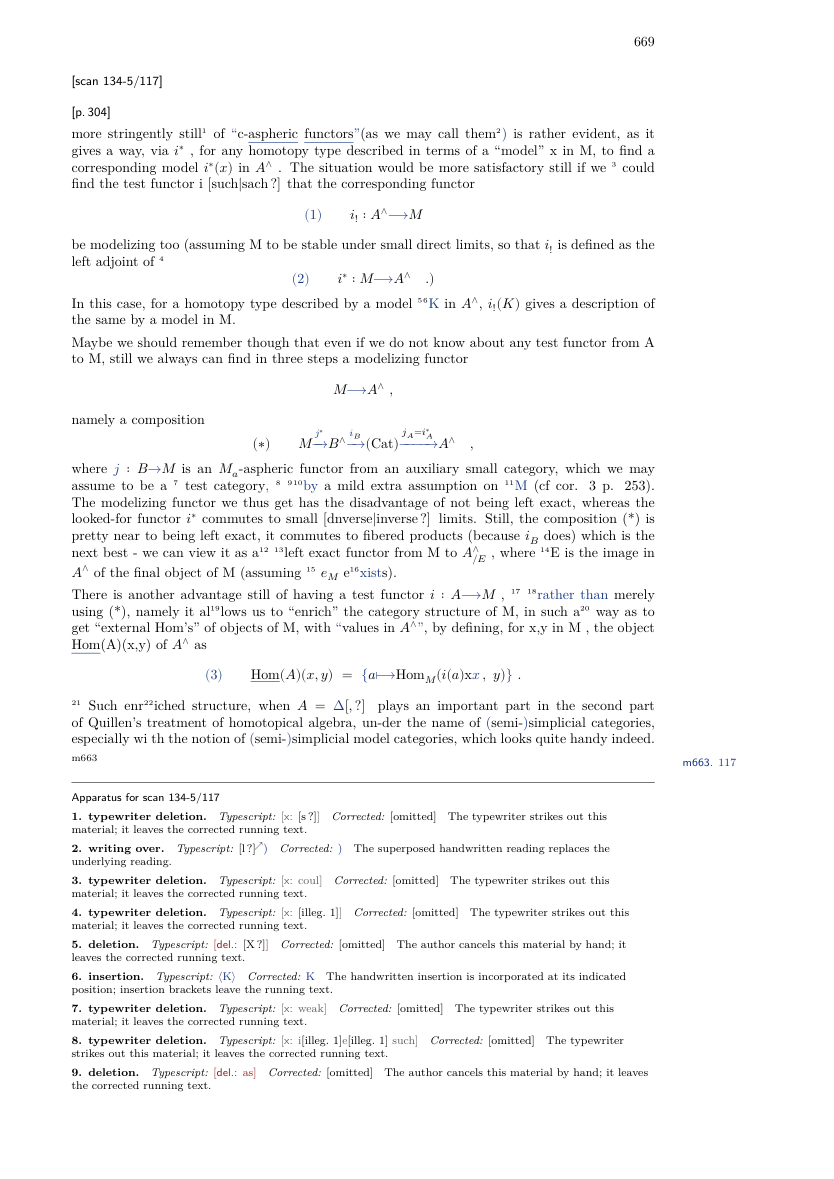 669
[scan 134-5/117]
[p. 304]
more stringently still¹ of “c-aspheric functors”(as we may call them²) is rather evident, as it
gives a way, via i* , for any homotopy type described in terms of a “model” x in M, to find a
corresponding model i*(x) in A^ . The situation would be more satisfactory still if we ³ could
find the test functor i [such|sach ?] that the corresponding functor
(1) i_! : A^⟶M
be modelizing too (assuming M to be stable under small direct limits, so that i_! is defined as the
left adjoint of ⁴
(2) i* : M⟶A^ .)
In this case, for a homotopy type described by a model ⁵⁶K in A^, i_!(K) gives a description of
the same by a model in M.
Maybe we should remember though that even if we do not know about any test functor from A
to M, still we always can find in three steps a modelizing functor
M⟶A^ ,
namely a composition
(∗) M —j*→ B^ —i_B→ (Cat) —j_A=i*_A→ A^ ,
where j : B→M is an M_a-aspheric functor from an auxiliary small category, which we may
assume to be a ⁷ test category, ⁸ ⁹¹⁰by a mild extra assumption on ¹¹M (cf cor. 3 p. 253).
The modelizing functor we thus get has the disadvantage of not being left exact, whereas the
looked-for functor i* commutes to small [dnverse|inverse ?] limits. Still, the composition (*) is
pretty near to being left exact, it commutes to fibered products (because i_B does) which is the
next best - we can view it as a¹² ¹³left exact functor from M to A^_{/E} , where ¹⁴E is the image in
A^ of the final object of M (assuming ¹⁵ e_M e¹⁶xists).
There is another advantage still of having a test functor i : A⟶M , ¹⁷ ¹⁸rather than merely
using (*), namely it al¹⁹lows us to “enrich” the category structure of M, in such a²⁰ way as to
get “external Hom’s” of objects of M, with “values in A^”, by defining, for x,y in M , the object
Hom(A)(x,y) of A^ as
(3) Hom(A)(x, y) = {a⟼Hom_M(i(a)xx , y)} .
²¹ Such enr²²iched structure, when A = Δ[, ?] plays an important part in the second part
of Quillen’s treatment of homotopical algebra, un-der the name of (semi-)simplicial categories,
especially wi th the notion of (semi-)simplicial model categories, which looks quite handy indeed.
m663
m663. 117
Apparatus for scan 134-5/117
1. typewriter deletion. Typescript: [x: [s ?]] Corrected: [omitted] The typewriter strikes out this
material; it leaves the corrected running text.
2. writing over. Typescript: [l ?]↗) Corrected: ) The superposed handwritten reading replaces the
underlying reading.
3. typewriter deletion. Typescript: [x: coul] Corrected: [omitted] The typewriter strikes out this
material; it leaves the corrected running text.
4. typewriter deletion. Typescript: [x: [illeg. 1]] Corrected: [omitted] The typewriter strikes out this
material; it leaves the corrected running text.
5. deletion. Typescript: [del.: [X ?]] Corrected: [omitted] The author cancels this material by hand; it
leaves the corrected running text.
6. insertion. Typescript: ⟨K⟩ Corrected: K The handwritten insertion is incorporated at its indicated
position; insertion brackets leave the running text.
7. typewriter deletion. Typescript: [x: weak] Corrected: [omitted] The typewriter strikes out this
material; it leaves the corrected running text.
8. typewriter deletion. Typescript: [x: i[illeg. 1]e[illeg. 1] such] Corrected: [omitted] The typewriter
strikes out this material; it leaves the corrected running text.
9. deletion. Typescript: [del.: as] Corrected: [omitted] The author cancels this material by hand; it leaves
the corrected running text.